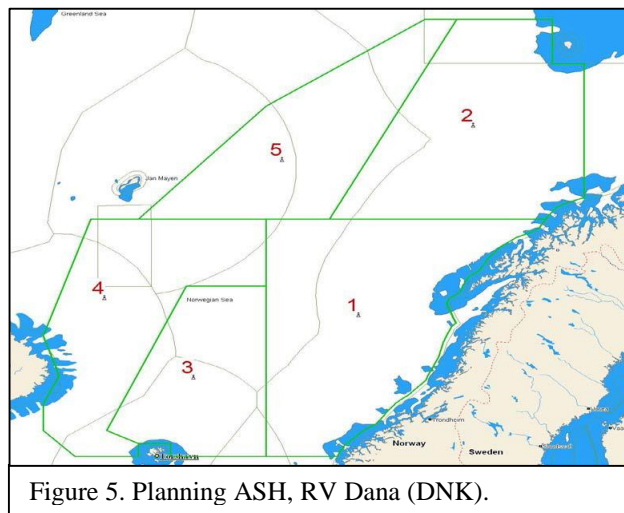 Greenland Sea
2
5
Jan Mayen
4
Norwegian Sea
1
3
Trondheim
Norway
Sweden
Figure 5. Planning ASH, RV Dana (DNK).